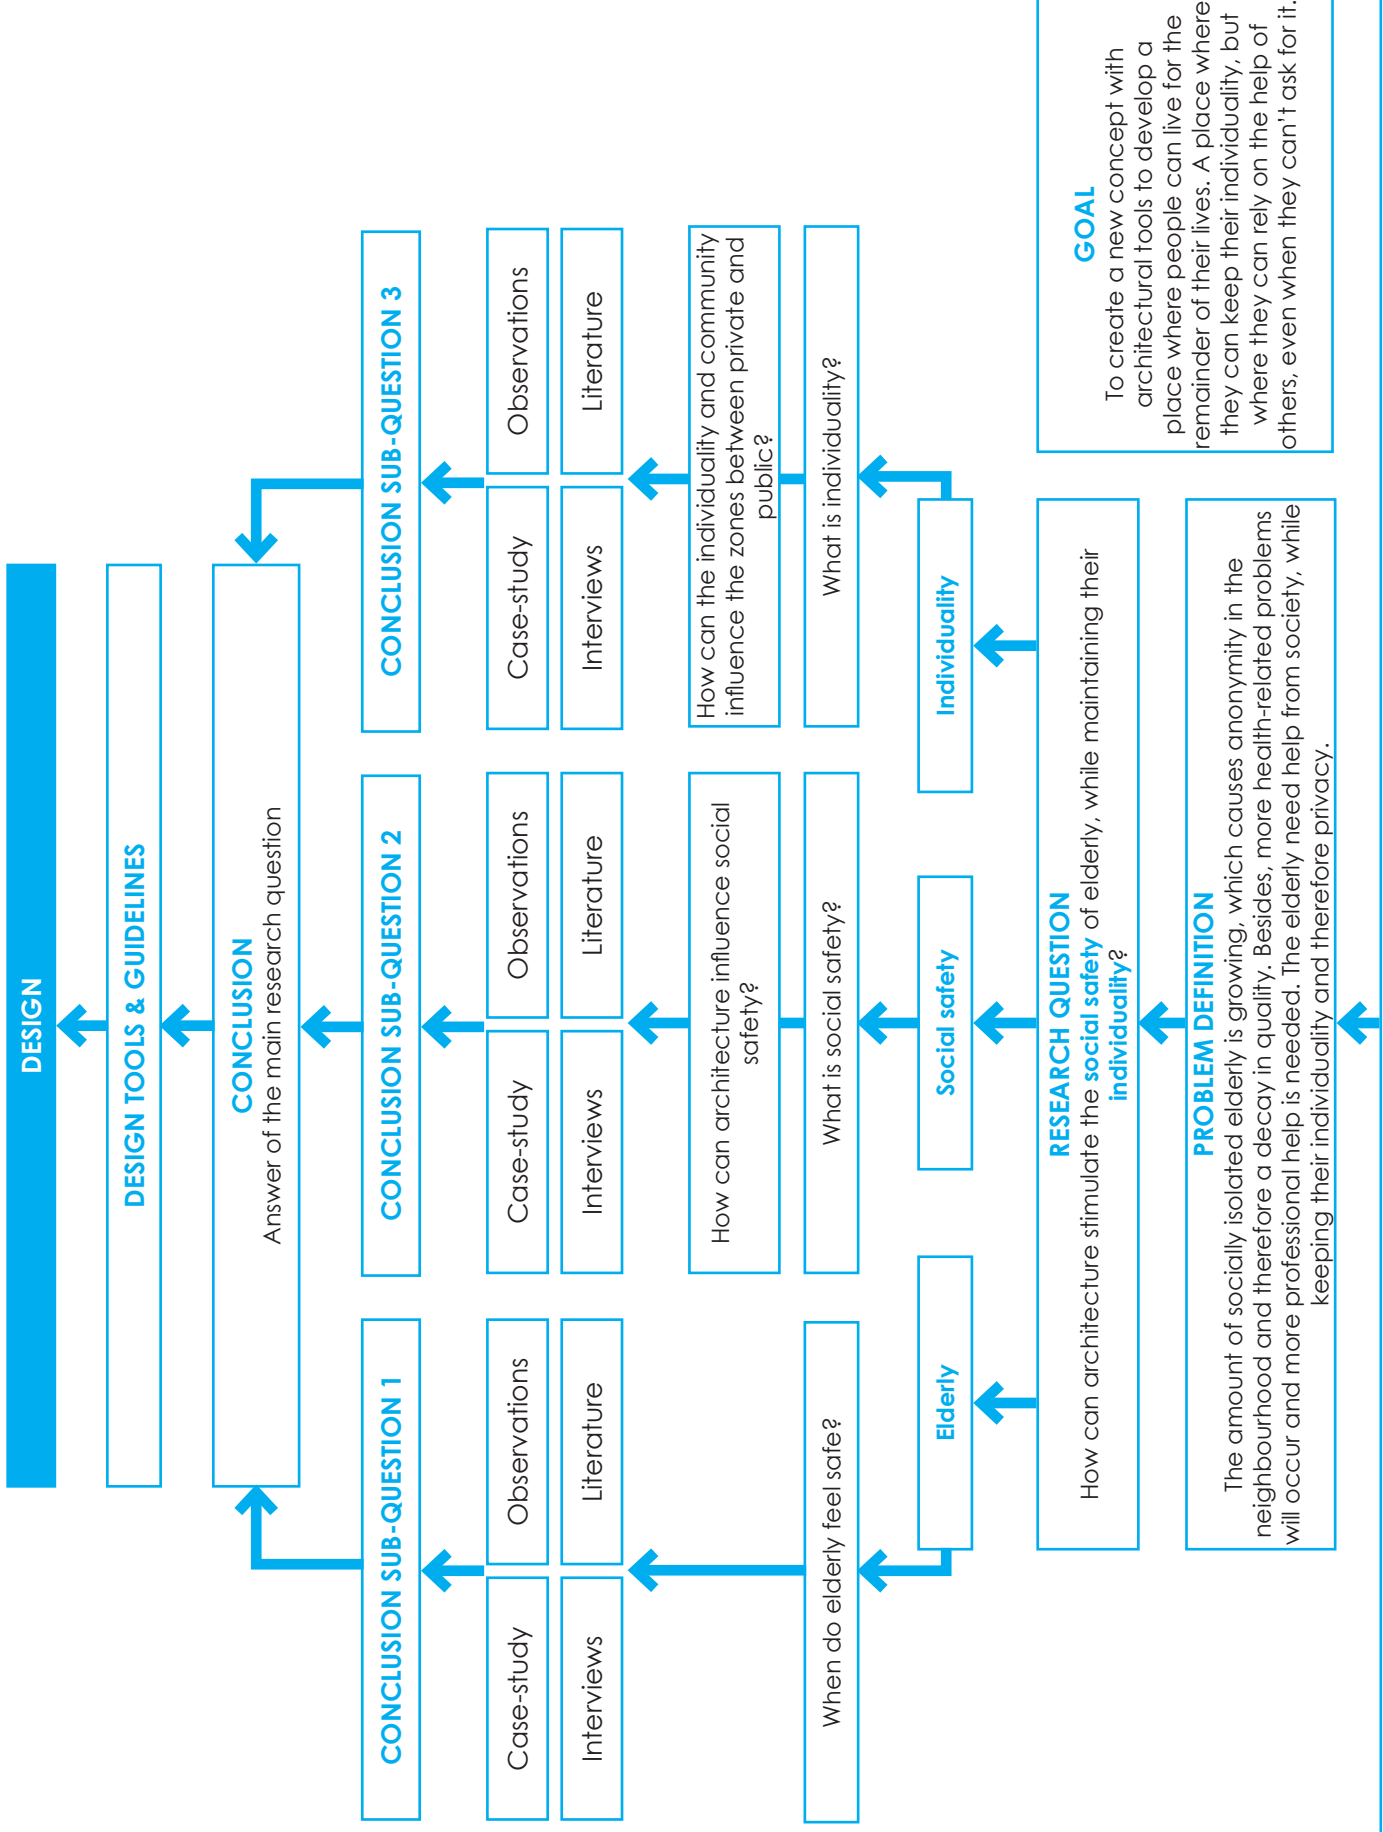 DESIGN
DESIGN TOOLS & GUIDELINES
CONCLUSION
Answer of the main research question
CONCLUSION SUB-QUESTION 1
CONCLUSION SUB-QUESTION 2
CONCLUSION SUB-QUESTION 3
Case-study
Observations
Case-study
Observations
Case-study
Observations
Interviews
Literature
Interviews
Literature
Interviews
Literature
How can architecture influence social
safety?
How can the individuality and community
influence the zones between private and
public?
When do elderly feel safe?
What is social safety?
What is individuality?
Elderly
Social safety
Individuality
RESEARCH QUESTION
How can architecture stimulate the social safety of elderly, while maintaining their
individuality?
PROBLEM DEFINITION
The amount of socially isolated elderly is growing, which causes anonymity in the
neighbourhood and therefore a decay in quality. Besides, more health-related problems
will occur and more professional help is needed. The elderly need help from society, while
keeping their individuality and therefore privacy.
GOAL
To create a new concept with
architectural tools to develop a
place where people can live for the
remainder of their lives. A place where
they can keep their individuality, but
where they can rely on the help of
others, even when they can't ask for it.